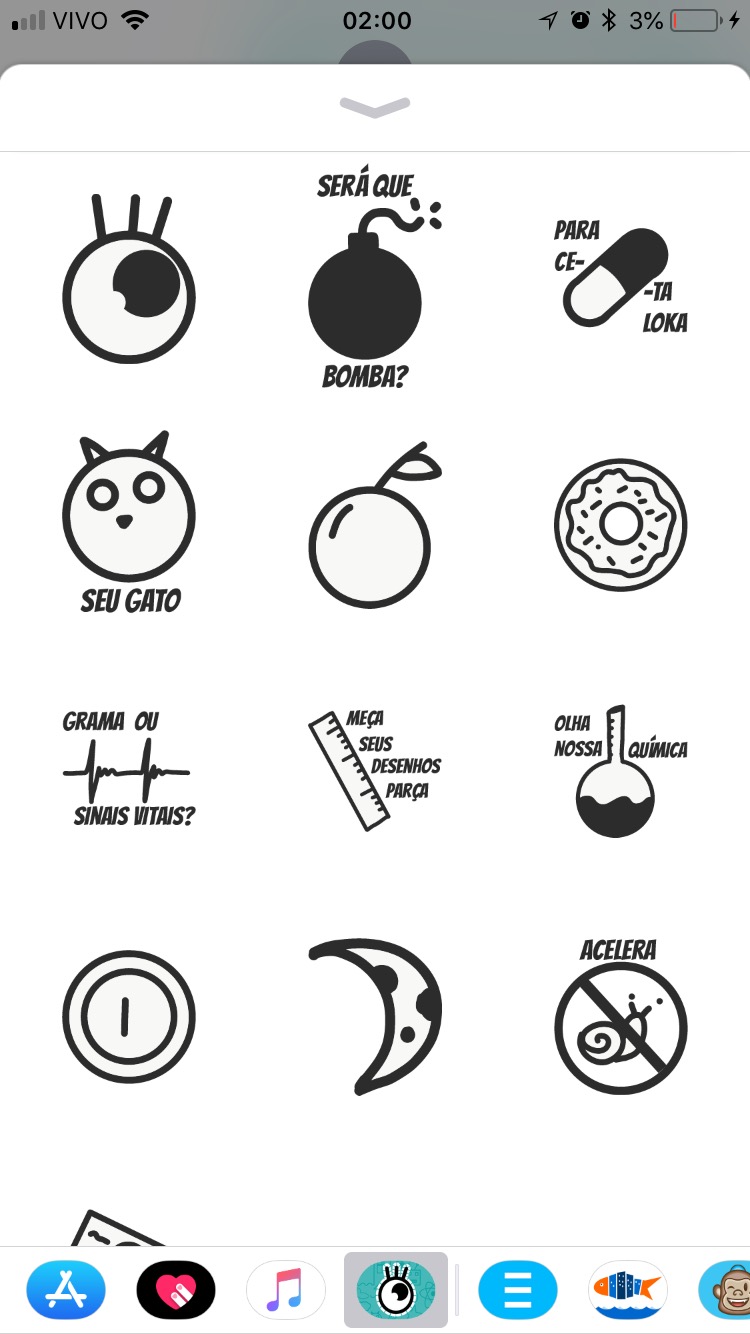 VIVO 02:00 3%
SERÁ QUE
BOMBA?
PARA
CE-
-TA
LOKA
SEU GATO
GRAMA OU
SINAIS VITAIS?
MEÇA
SEUS
DESENHOS
PARÇA
OLHA
NOSSA QUÍMICA
ACELERA